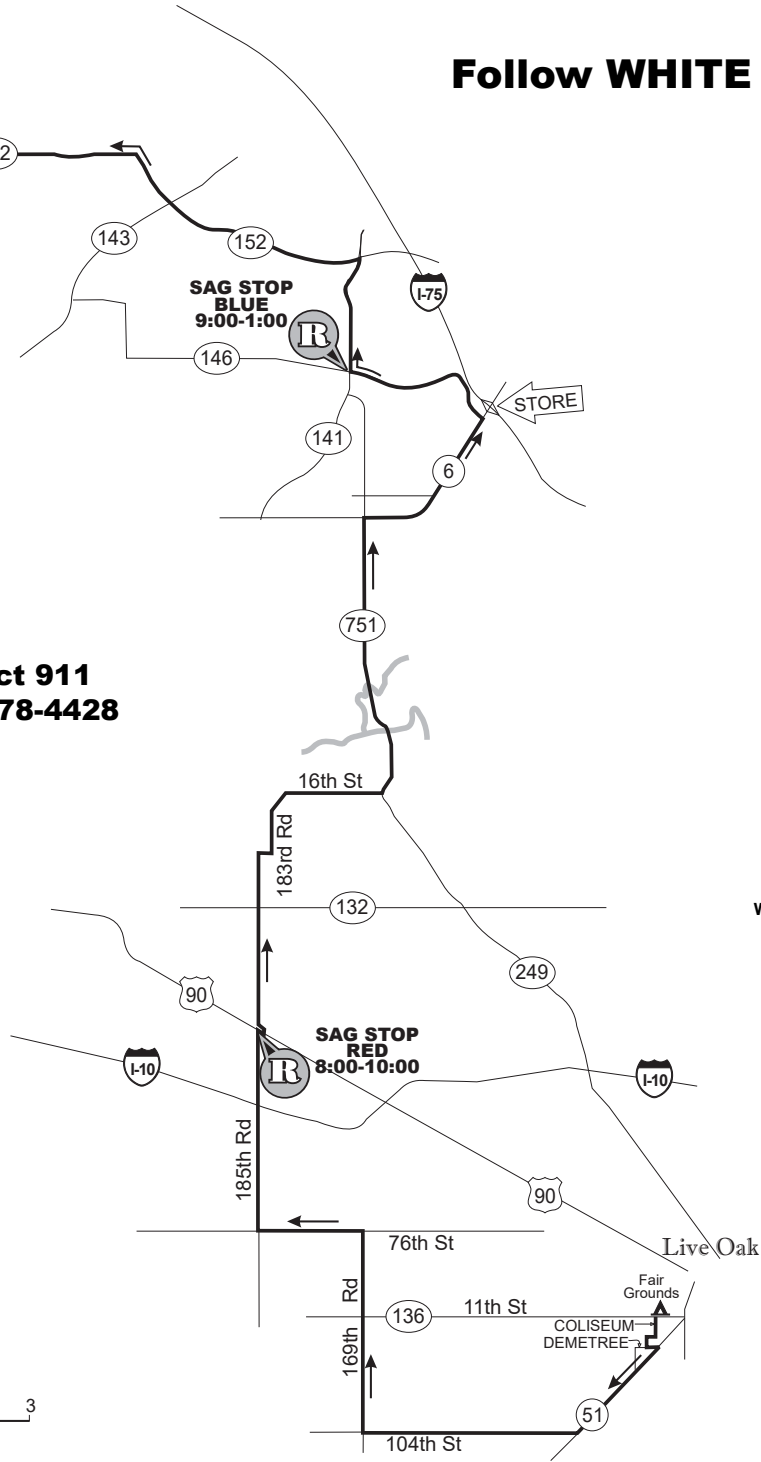 Follow WHITE
2
143
152
I-75
SAG STOP
BLUE
9:00-1:00
R
146
STORE
141
6
751
ct 911
78-4428
16th St
183rd Rd
132
249
90
SAG STOP
RED
8:00-10:00
R
I-10
I-10
185th Rd
90
76th St
Live Oak
Fair
Grounds
169th Rd
136
11th St
COLISEUM
DEMETREE
3
51
104th St